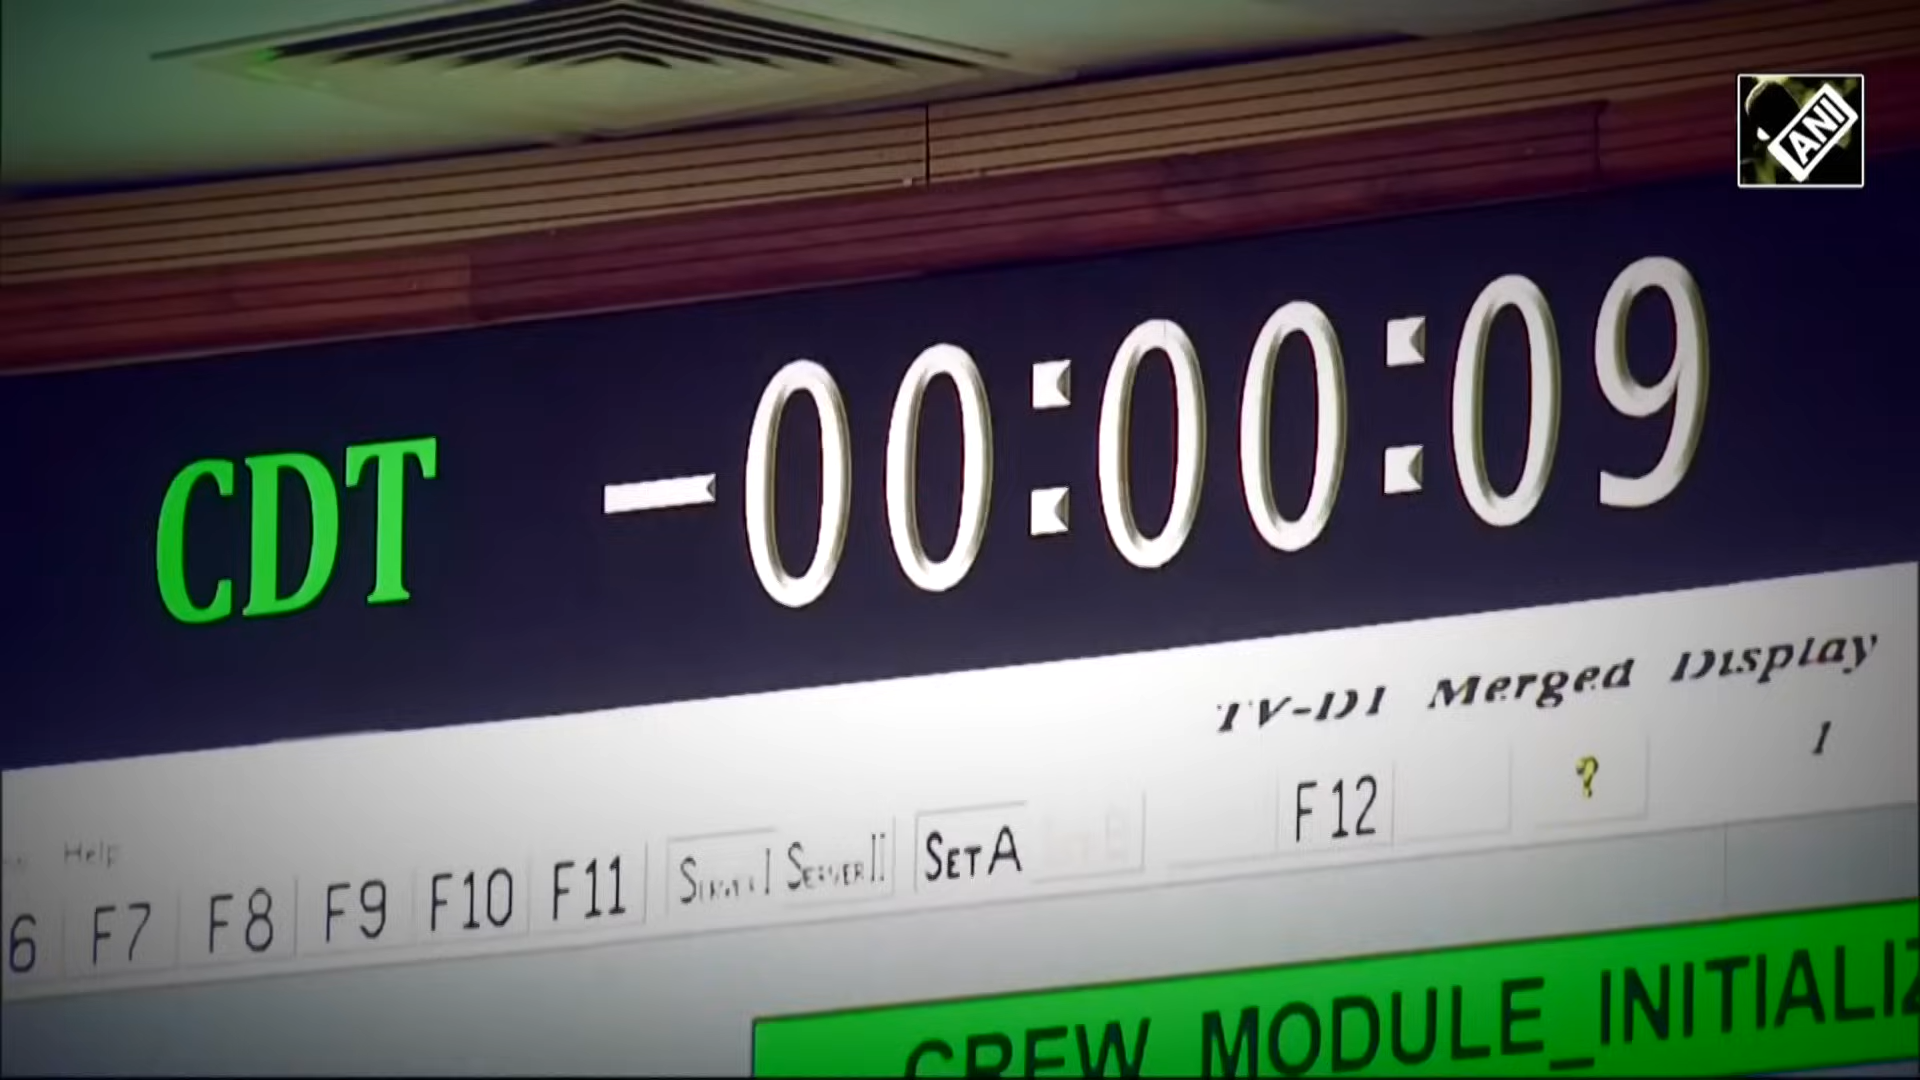 ANI
CDT -00:00:09
TV-DI Merged Display
1
Help
6 F7 F8 F9 F10 F11 SERVER II SET A F12 ?
CREW_MODULE_INITIALIZ